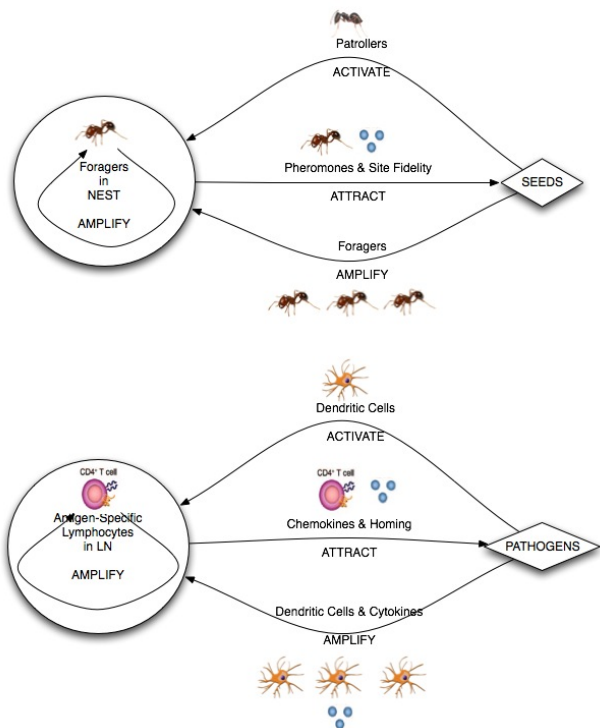 Patrollers
ACTIVATE
Foragers
in
NEST
AMPLIFY
Pheromones & Site Fidelity
ATTRACT
SEEDS
Foragers
AMPLIFY
Dendritic Cells
ACTIVATE
CD4⁺ T cell
Antigen-Specific
Lymphocytes
in LN
AMPLIFY
CD4⁺ T cell
Chemokines & Homing
ATTRACT
PATHOGENS
Dendritic Cells & Cytokines
AMPLIFY